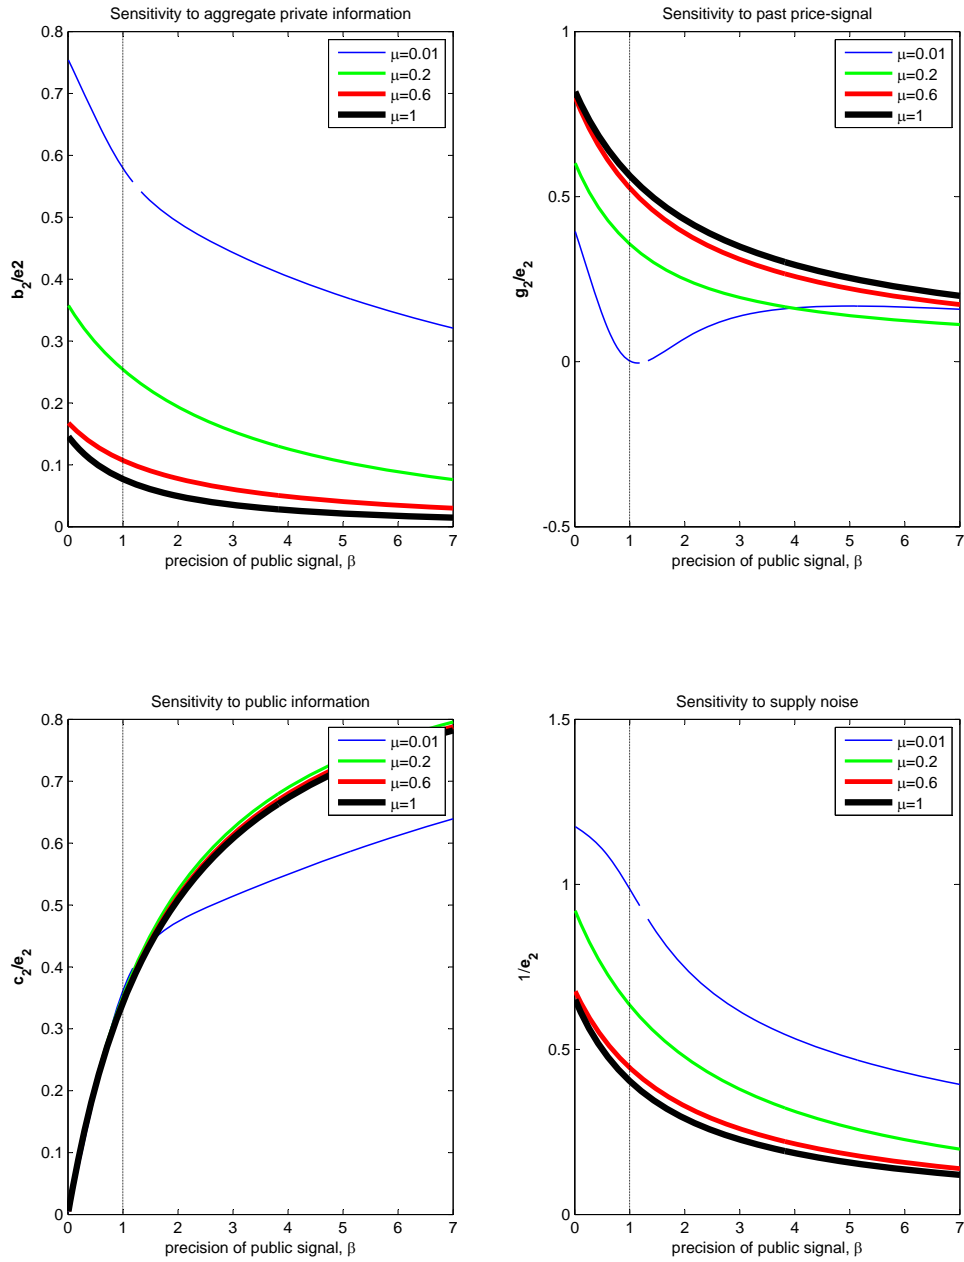 Sensitivity to aggregate private information
0.8
0.7
0.6
0.5
0.4
0.3
0.2
0.1
0
b2/e2
0 1 2 3 4 5 6 7
precision of public signal, β
μ=0.01
μ=0.2
μ=0.6
μ=1
Sensitivity to past price-signal
1
0.5
0
-0.5
g2/e2
0 1 2 3 4 5 6 7
precision of public signal, β
μ=0.01
μ=0.2
μ=0.6
μ=1
Sensitivity to public information
0.8
0.7
0.6
0.5
0.4
0.3
0.2
0.1
0
c2/e2
0 1 2 3 4 5 6 7
precision of public signal, β
μ=0.01
μ=0.2
μ=0.6
μ=1
Sensitivity to supply noise
1.5
1
0.5
0
1/e2
0 1 2 3 4 5 6 7
precision of public signal, β
μ=0.01
μ=0.2
μ=0.6
μ=1